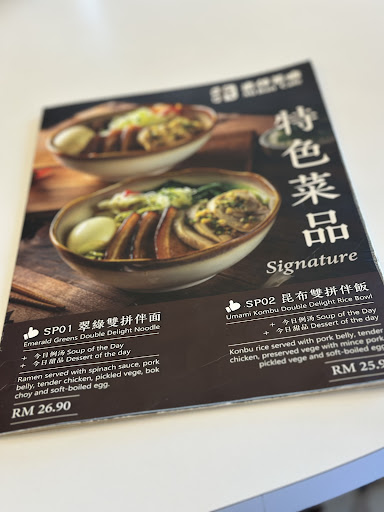 特色菜品
Signature
SP01 翠綠雙拼伴面
Emerald Greens Double Delight Noodle
+ 今日例汤 Soup of the Day
+ 今日甜品 Dessert of the day
Ramen served with spinach sauce, pork
belly, tender chicken, pickled vege, bok
choy and soft-boiled egg.
RM 26.90
SP02 昆布雙拼伴飯
Umami Kombu Double Delight Rice Bowl
+ 今日例汤 Soup of the Day
+ 今日甜品 Dessert of the day
Konbu rice served with pork belly, tender
chicken, preserved vege with mince pork
pickled vege and soft-boiled egg.
RM 25.9